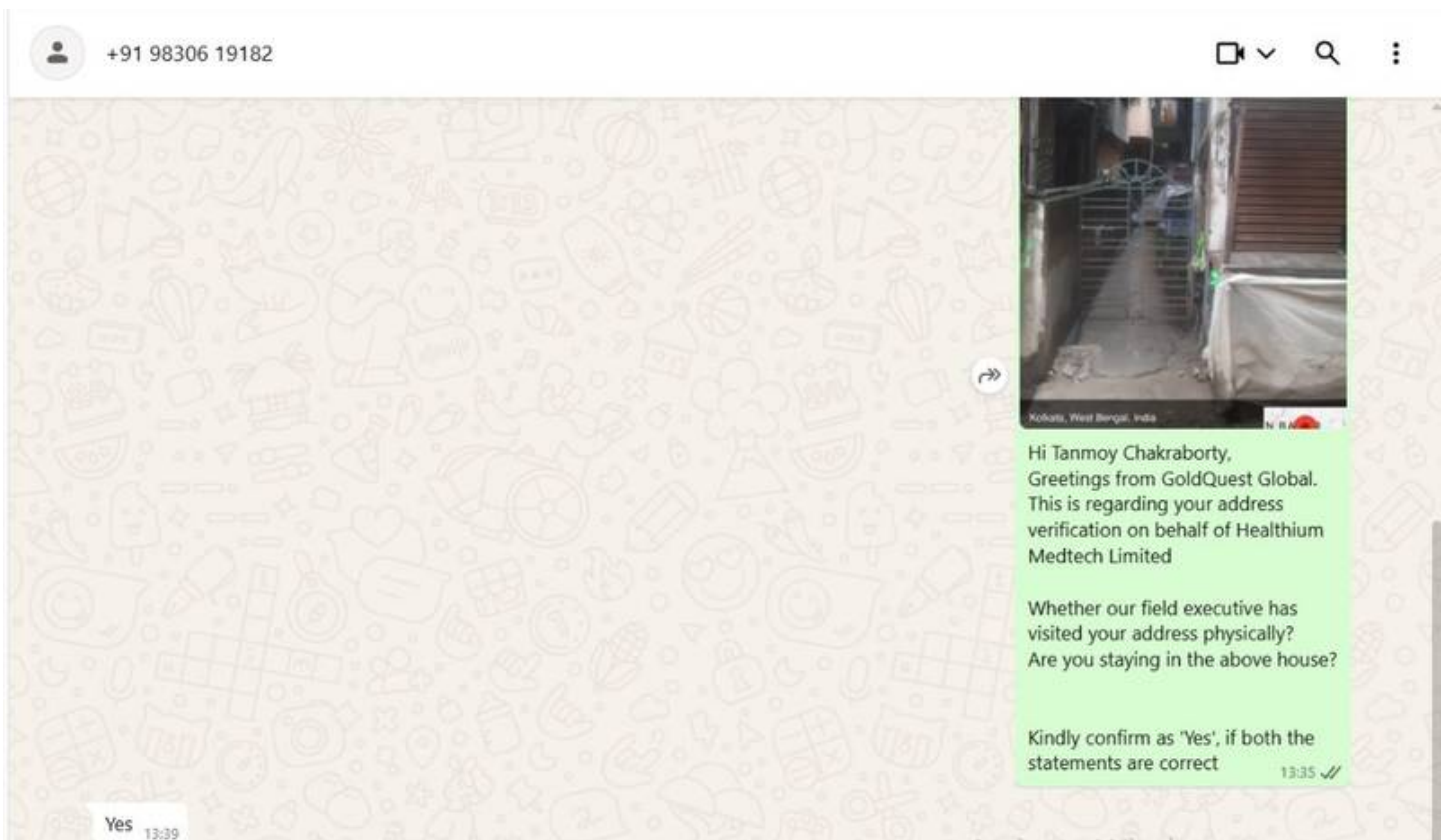 +91 98306 19182
Kolkata, West Bengal, India
Hi Tanmoy Chakraborty,
Greetings from GoldQuest Global.
This is regarding your address
verification on behalf of Healthium
Medtech Limited
Whether our field executive has
visited your address physically?
Are you staying in the above house?
Kindly confirm as 'Yes', if both the
statements are correct
13:35
Yes 13:39